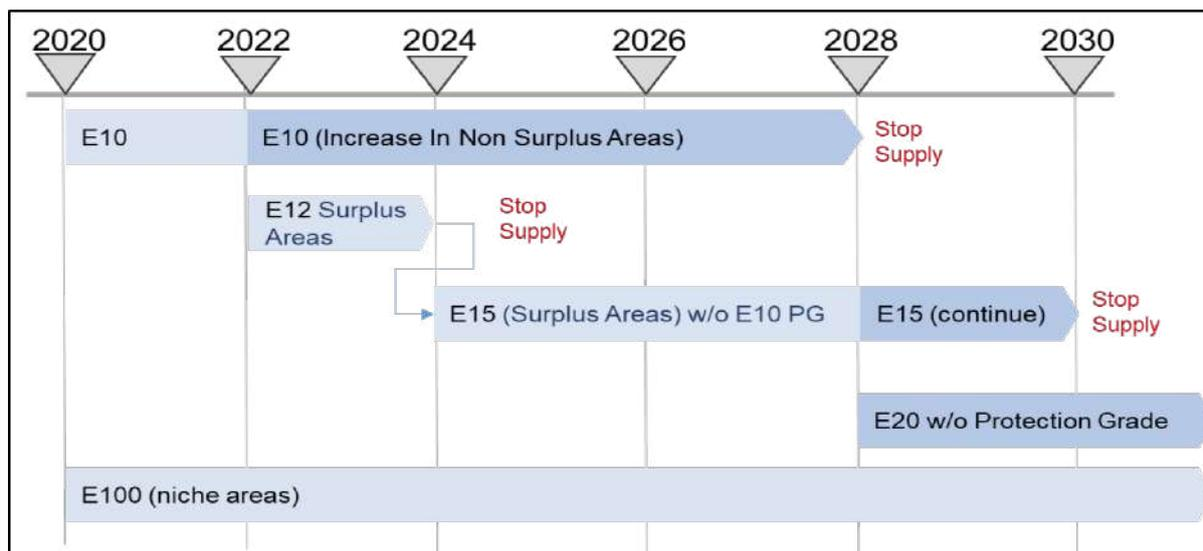 2020 2022 2024 2026 2028 2030
E10 E10 (Increase In Non Surplus Areas) Stop
Supply
E12 Surplus
Areas
Stop
Supply
E15 (Surplus Areas) w/o E10 PG E15 (continue) Stop
Supply
E20 w/o Protection Grade
E100 (niche areas)